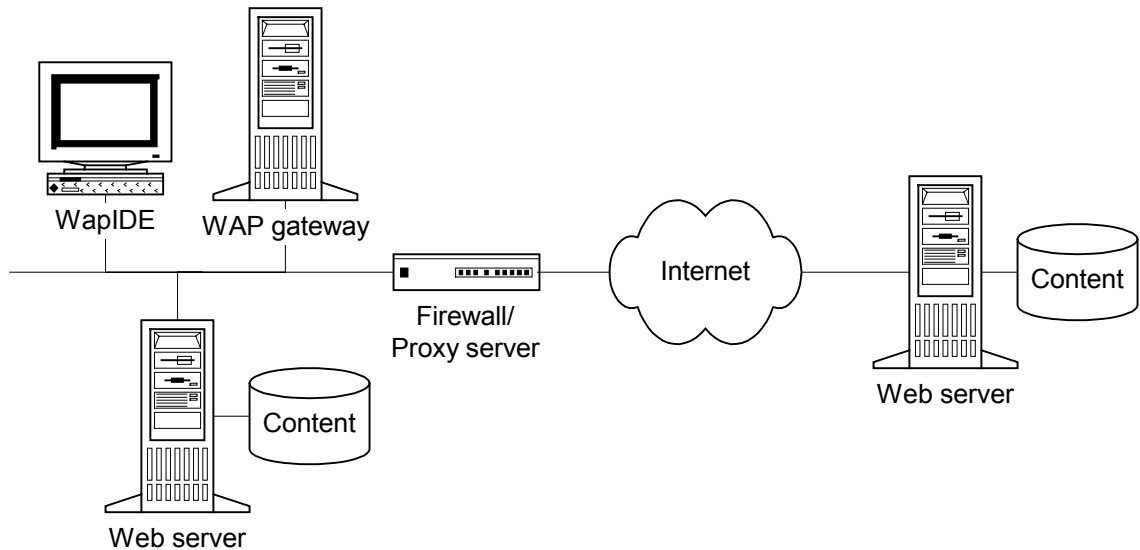 WapIDE
WAP gateway
Internet
Content
Firewall/
Proxy server
Web server
Content
Web server